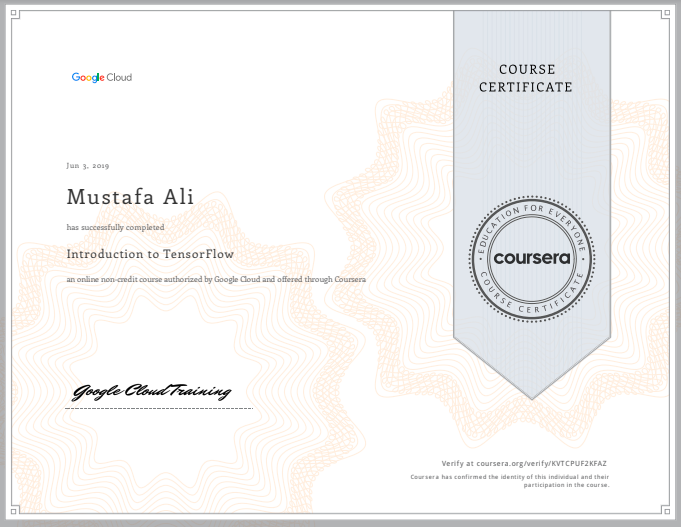 Google Cloud
COURSE
CERTIFICATE
Jun 3, 2019
Mustafa Ali
has successfully completed
Introduction to TensorFlow
an online non-credit course authorized by Google Cloud and offered through Coursera
EDUCATION FOR EVERYONE
coursera
COURSE CERTIFICATE
Google Cloud Training
Verify at coursera.org/verify/KVTCPUF2KFAZ
Coursera has confirmed the identity of this individual and their
participation in the course.